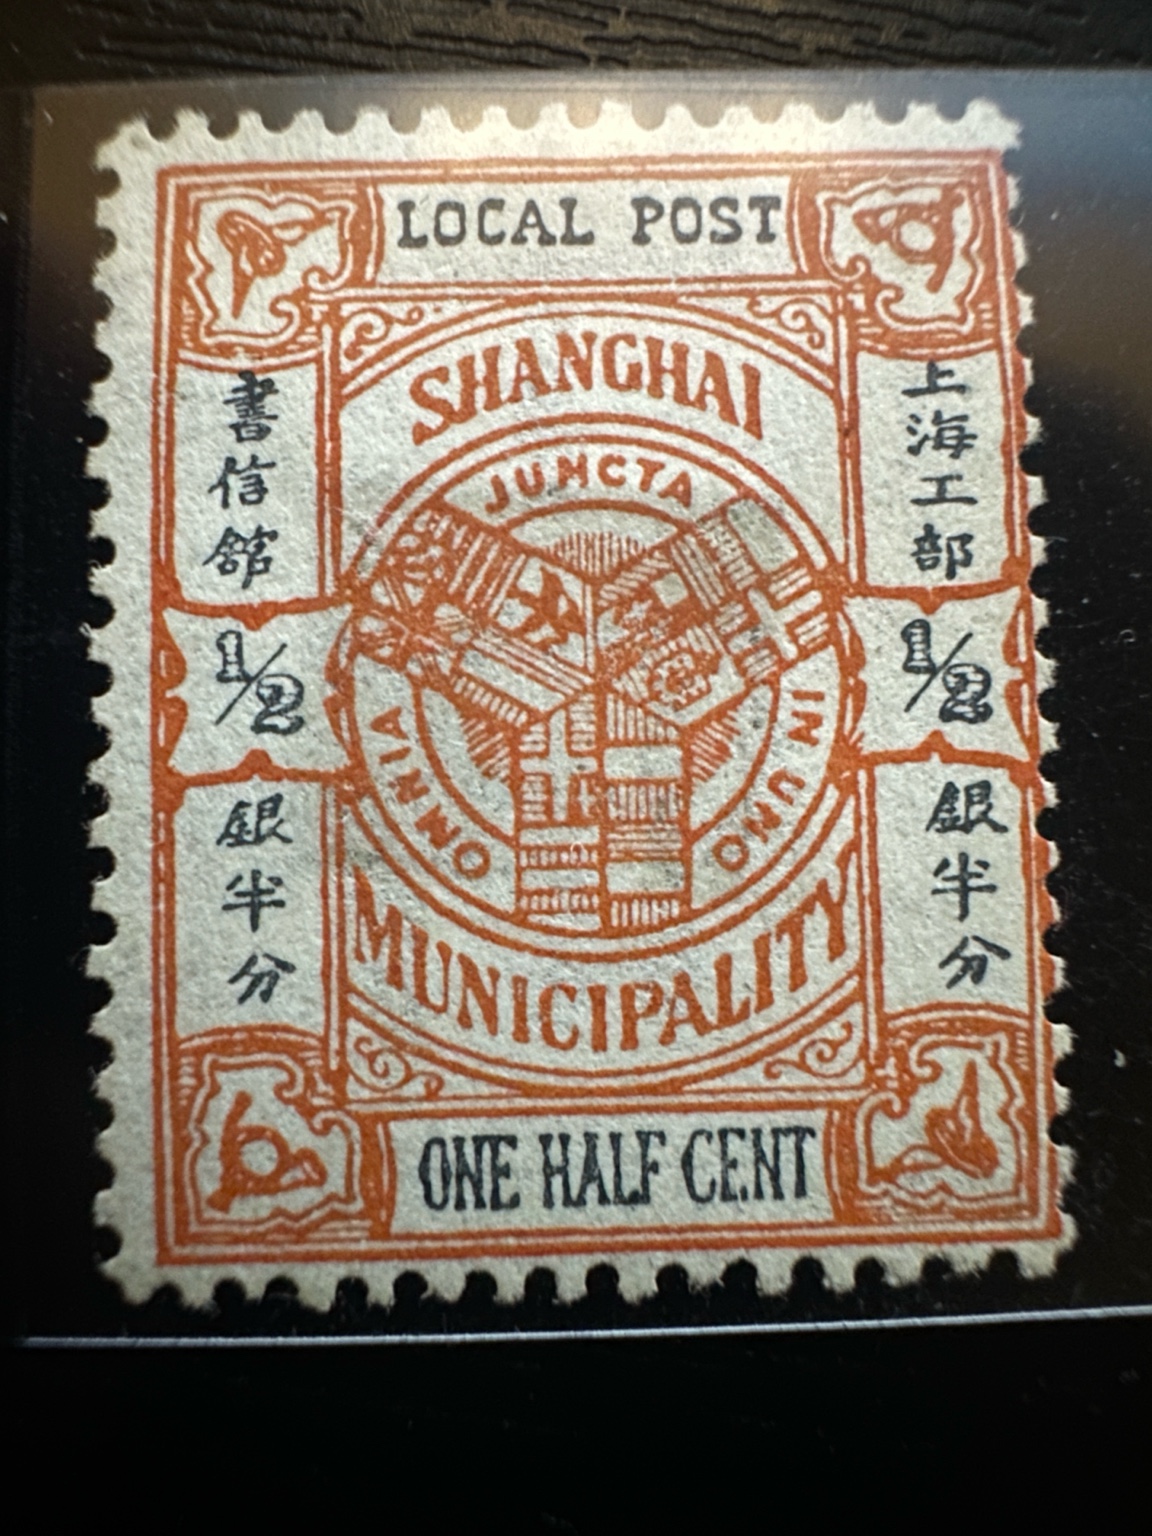 LOCAL POST
SHANGHAI
JUNCTA
IN UNO
OMNIA
上海工部
書信館
1/2
1/2
銀半分
銀半分
MUNICIPALITY
ONE HALF CENT